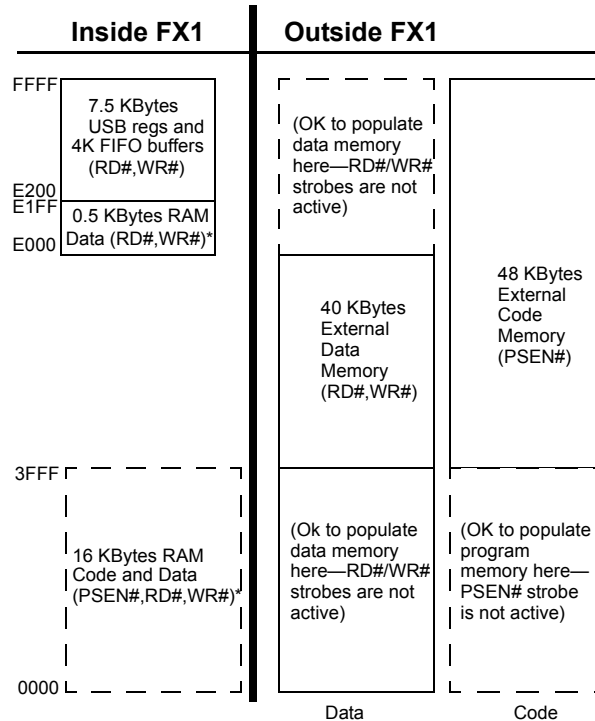 Inside FX1
Outside FX1
FFFF
7.5 KBytes
USB regs and
4K FIFO buffers
(RD#,WR#)
E200
E1FF
0.5 KBytes RAM
Data (RD#,WR#)*
E000
(OK to populate
data memory
here—RD#/WR#
strobes are not
active)
40 KBytes
External
Data
Memory
(RD#,WR#)
48 KBytes
External
Code
Memory
(PSEN#)
3FFF
16 KBytes RAM
Code and Data
(PSEN#,RD#,WR#)*
0000
(Ok to populate
data memory
here—RD#/WR#
strobes are not
active)
(OK to populate
program
memory here—
PSEN# strobe
is not active)
Data
Code